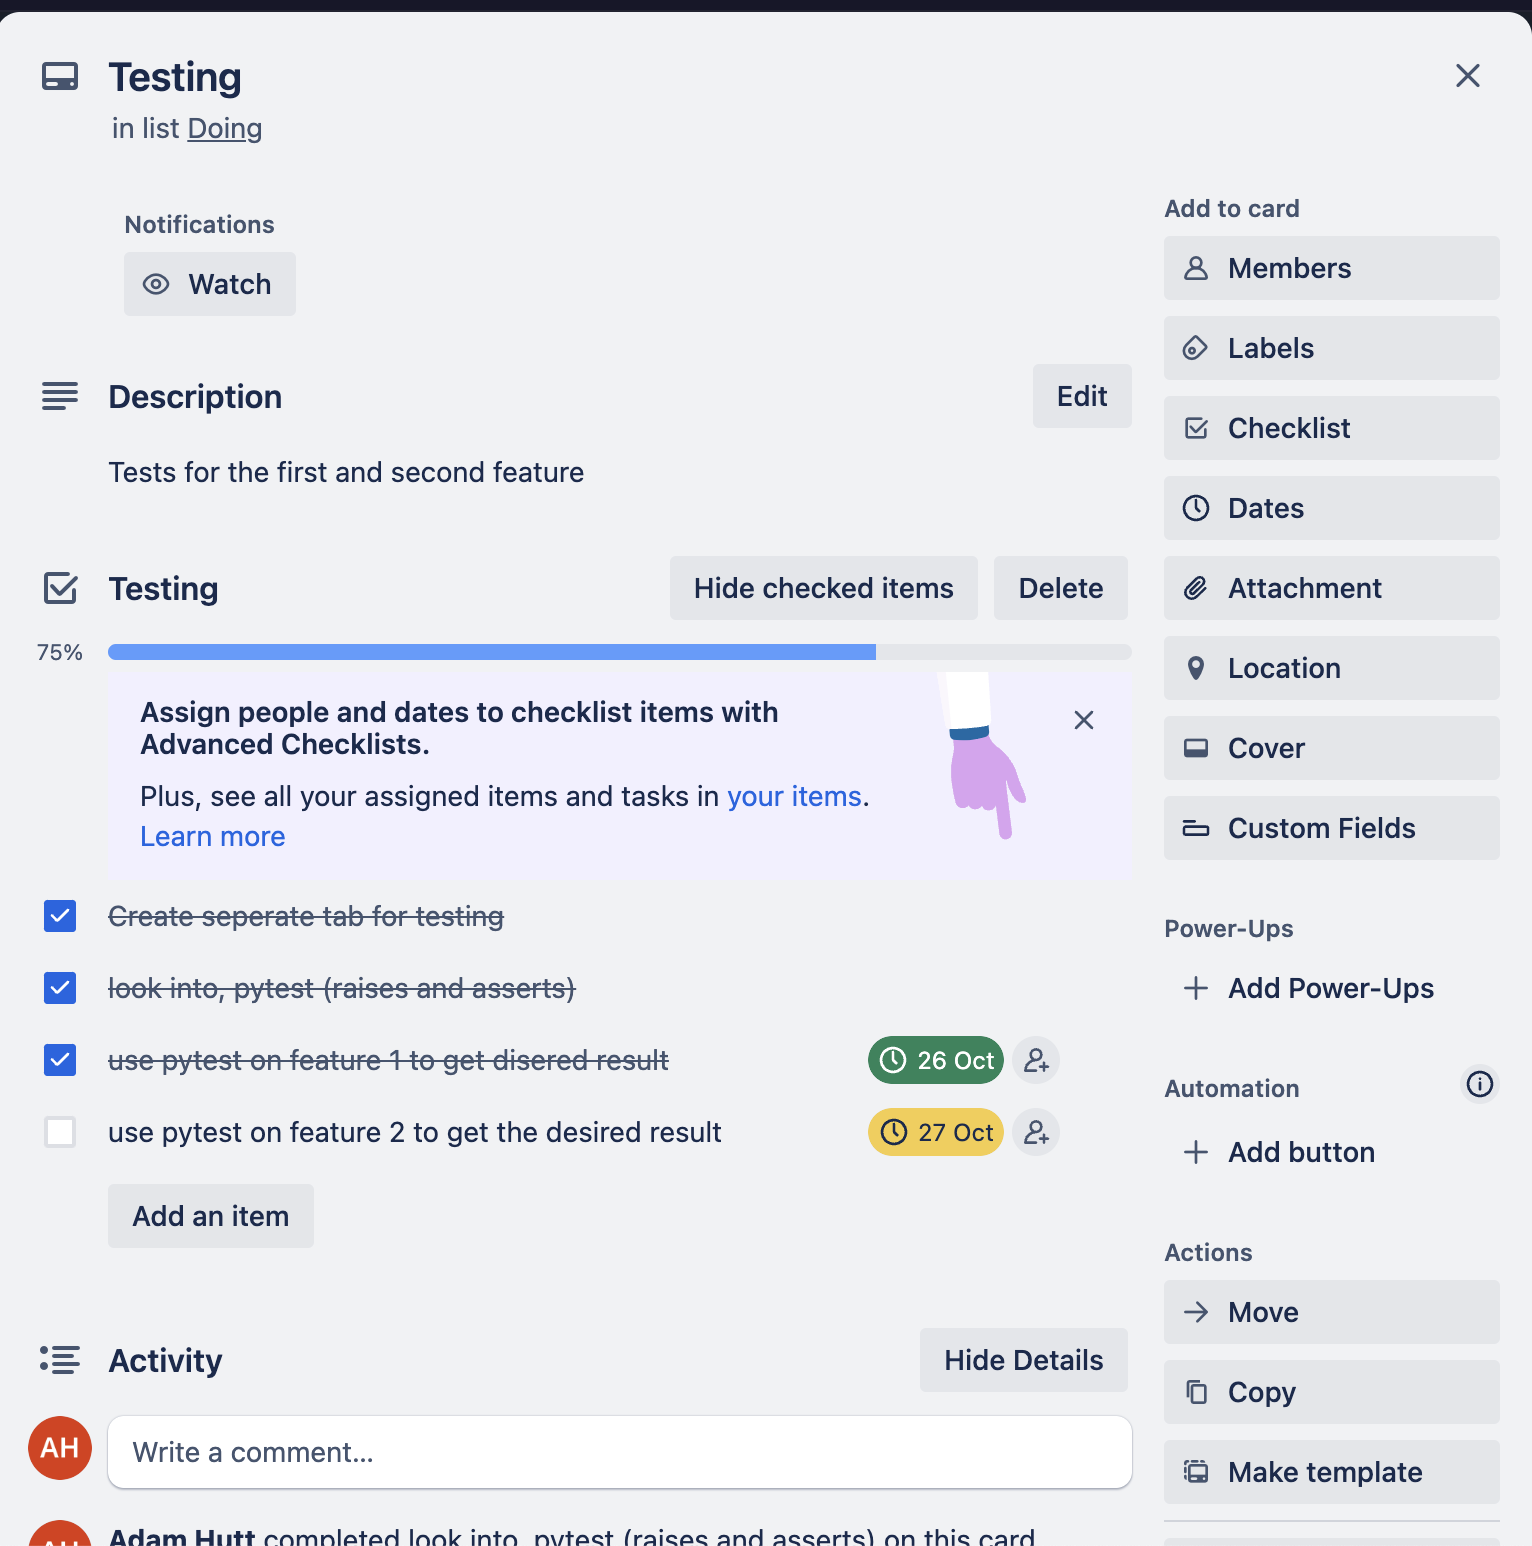 Testing
in list Doing
Notifications
Watch
Description
Edit
Tests for the first and second feature
Testing
Hide checked items
Delete
75%
Assign people and dates to checklist items with
Advanced Checklists.
Plus, see all your assigned items and tasks in your items.
Learn more
Create seperate tab for testing
look into, pytest (raises and asserts)
use pytest on feature 1 to get disered result
26 Oct
use pytest on feature 2 to get the desired result
27 Oct
Add an item
Activity
Hide Details
AH
Write a comment...
AH
Adam Hutt completed look into, pytest (raises and asserts) on this card
Add to card
Members
Labels
Checklist
Dates
Attachment
Location
Cover
Custom Fields
Power-Ups
Add Power-Ups
Automation
Add button
Actions
Move
Copy
Make template